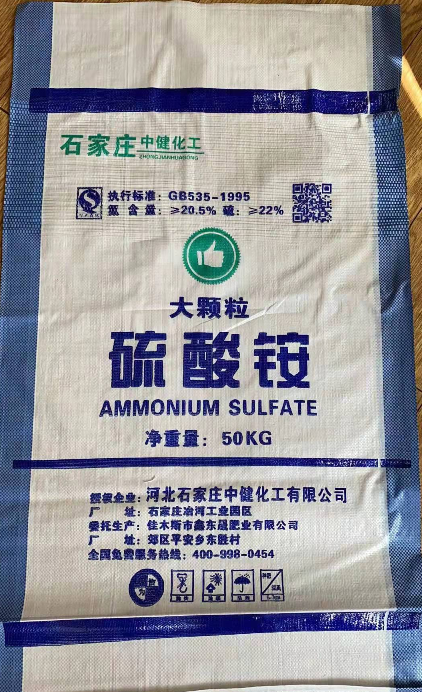 石家庄中健化工
ZHONGJIANHUAGONG
执行标准：GB535-1995
氮含量：≥20.5% 硫：≥22%
大颗粒
硫酸铵
AMMONIUM SULFATE
净重量：50KG
授权企业：河北石家庄中健化工有限公司
厂址：石家庄冶河工业园区
委托生产：佳木斯市鑫东晟肥业有限公司
厂址：郊区平安乡东胜村
全国免费服务热线：400-998-0454